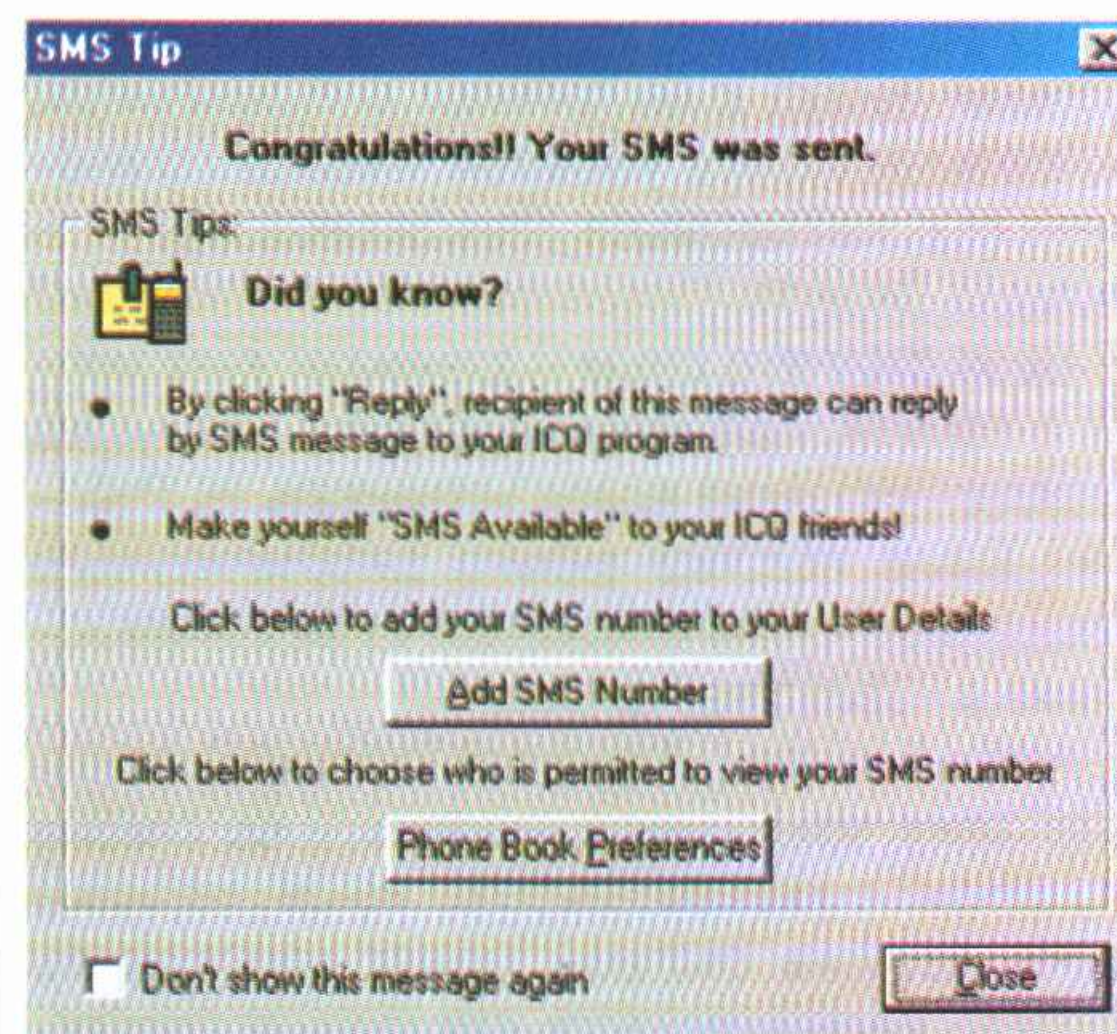 SMS Tip
Congratulations!! Your SMS was sent.
SMS Tips:
Did you know?
• By clicking "Reply", recipient of this message can reply
by SMS message to your ICQ program.
• Make yourself "SMS Available" to your ICQ friends!
Click below to add your SMS number to your User Details
Add SMS Number
Click below to choose who is permitted to view your SMS number
Phone Book Preferences
Don't show this message again
Close